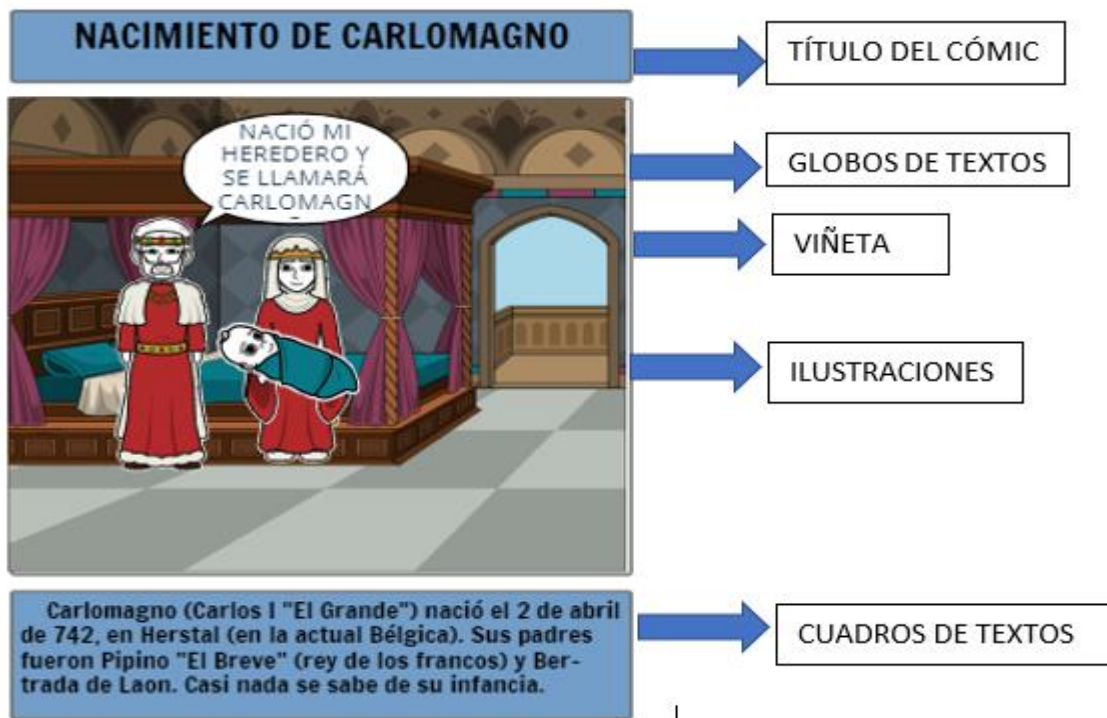 NACIMIENTO DE CARLOMAGNO
TÍTULO DEL CÓMIC
NACIÓ MI
HEREDERO Y
SE LLAMARÁ
CARLOMAGN
GLOBOS DE TEXTOS
VIÑETA
ILUSTRACIONES
Carlomagno (Carlos I "El Grande") nació el 2 de abril
de 742, en Herstal (en la actual Bélgica). Sus padres
fueron Pipino "El Breve" (rey de los francos) y Ber-
trada de Laon. Casi nada se sabe de su infancia.
CUADROS DE TEXTOS